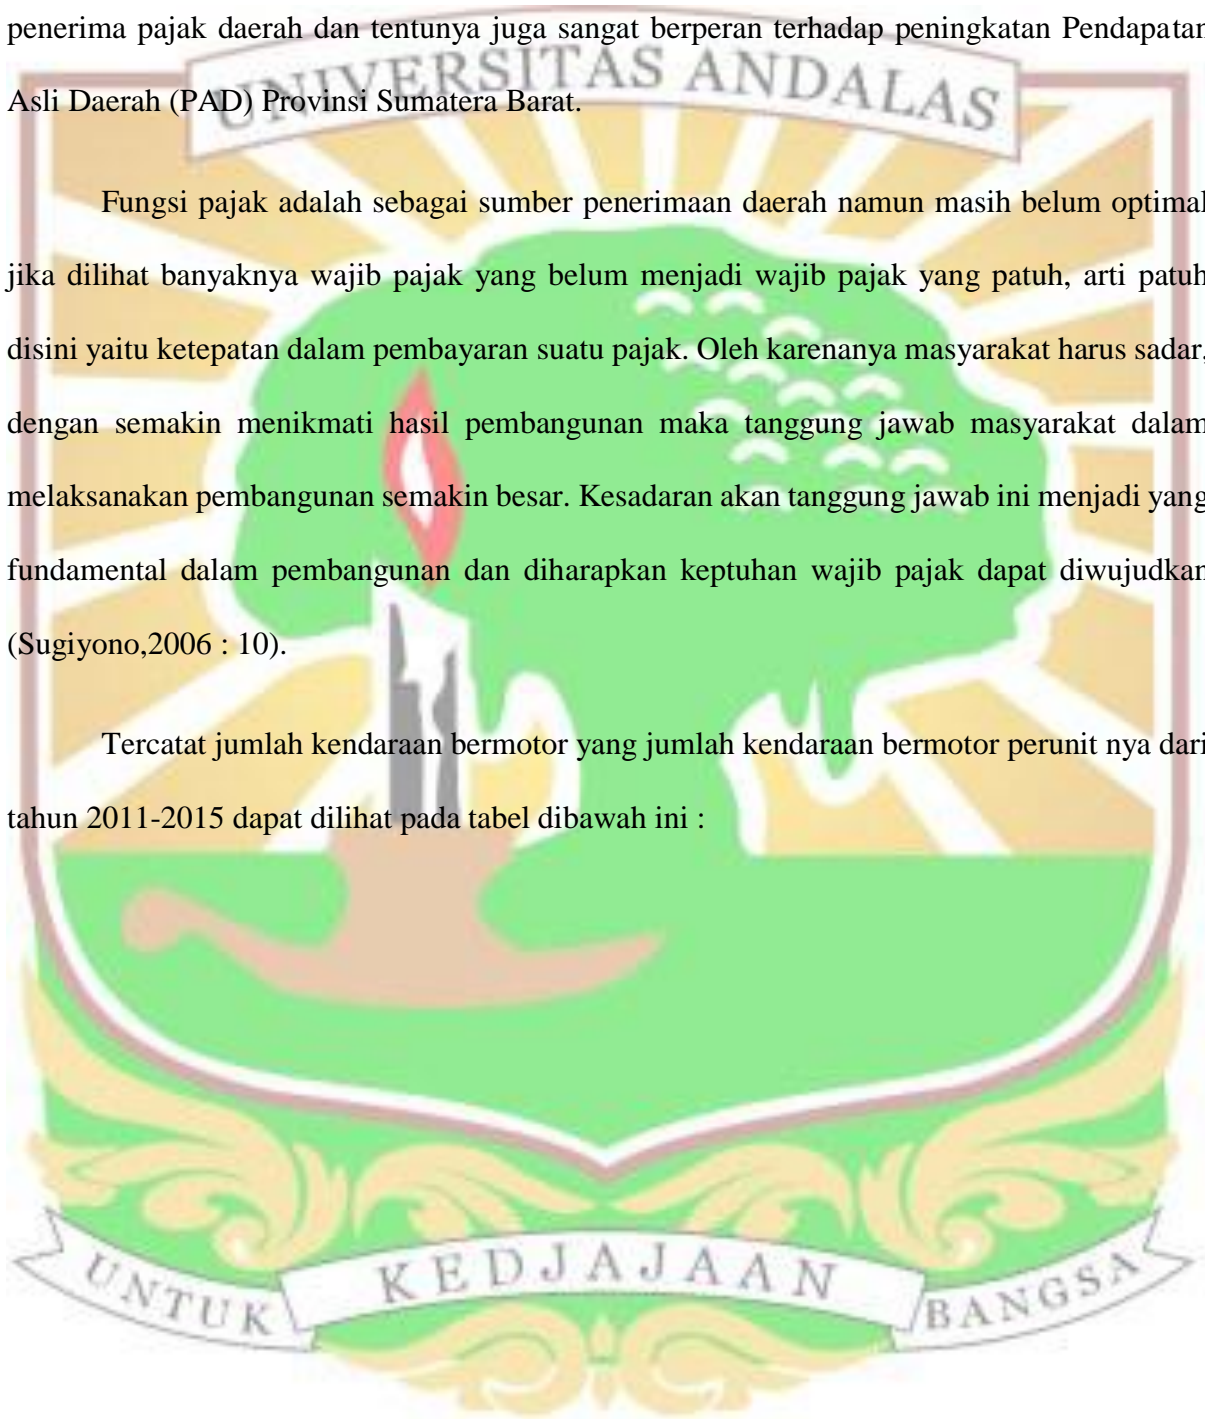 penerima pajak daerah dan tentunya juga sangat berperan terhadap peningkatan Pendapatan
UNIVERSITAS ANDALAS
Asli Daerah (PAD) Provinsi Sumatera Barat.
Fungsi pajak adalah sebagai sumber penerimaan daerah namun masih belum optimal
jika dilihat banyaknya wajib pajak yang belum menjadi wajib pajak yang patuh, arti patuh
disini yaitu ketepatan dalam pembayaran suatu pajak. Oleh karenanya masyarakat harus sadar,
dengan semakin menikmati hasil pembangunan maka tanggung jawab masyarakat dalam
melaksanakan pembangunan semakin besar. Kesadaran akan tanggung jawab ini menjadi yang
fundamental dalam pembangunan dan diharapkan keptuhan wajib pajak dapat diwujudkan
(Sugiyono,2006 : 10).
Tercatat jumlah kendaraan bermotor yang jumlah kendaraan bermotor perunit nya dari
tahun 2011-2015 dapat dilihat pada tabel dibawah ini :
UNTUK KEDJAJAAN BANGSA